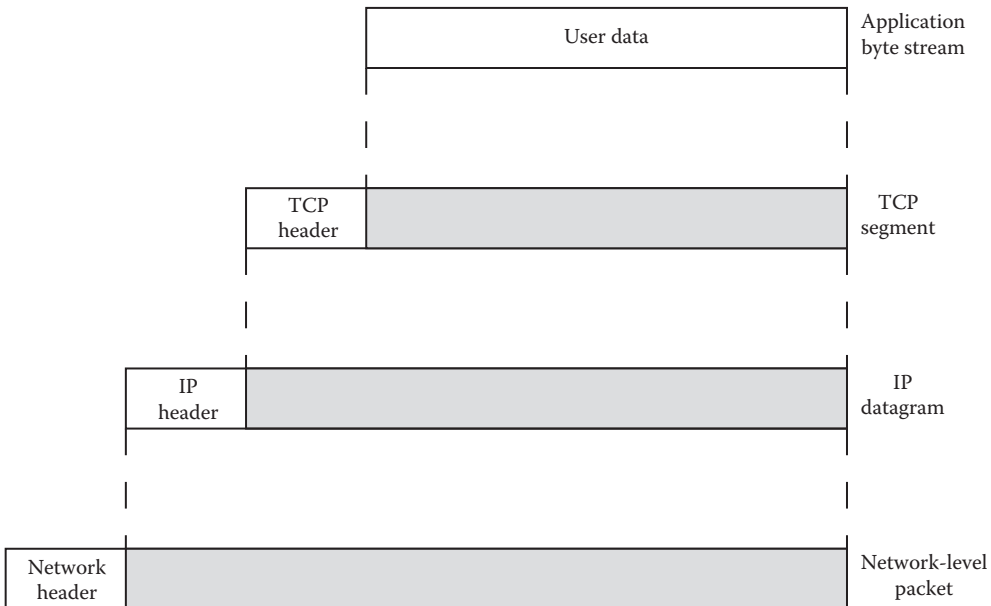 User data
Application
byte stream
TCP
header
TCP
segment
IP
header
IP
datagram
Network
header
Network-level
packet